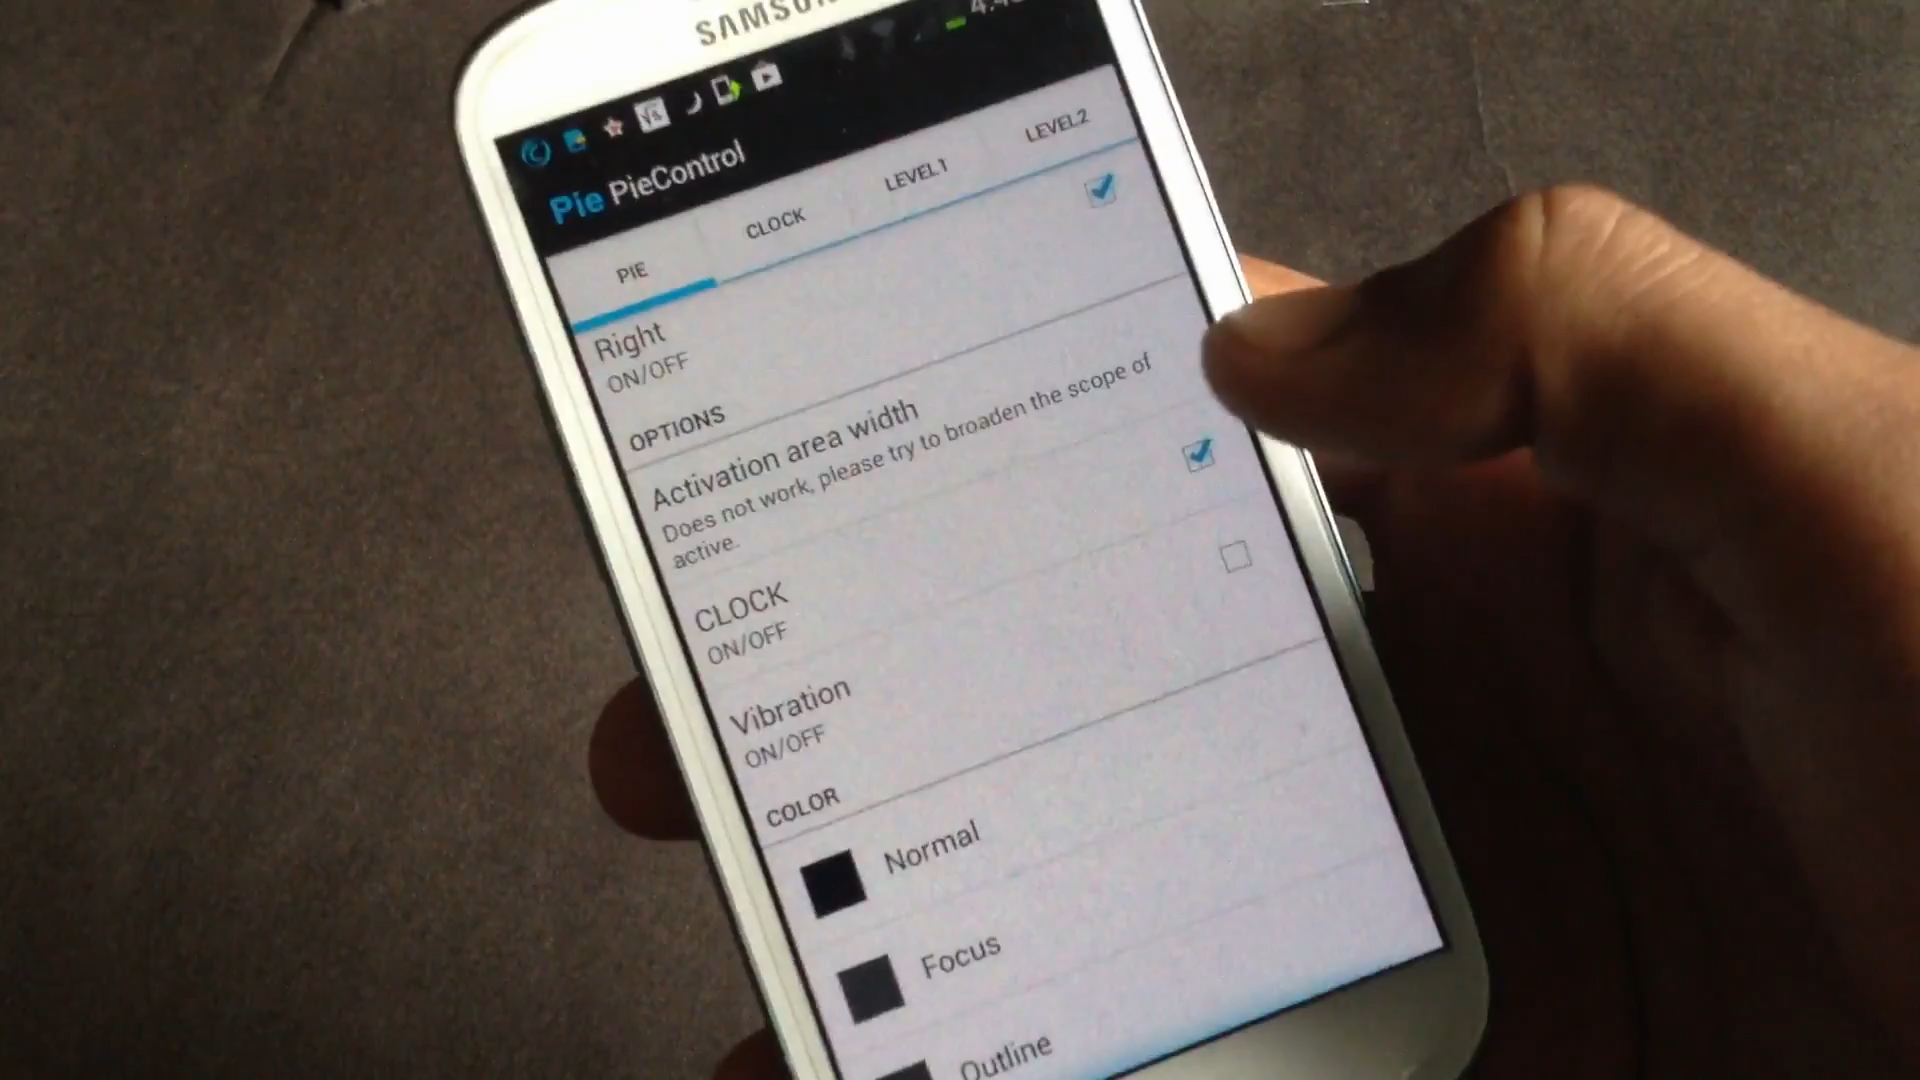 SAMSUN
Pie PieControl
PIE
CLOCK
LEVEL1
LEVEL2
Right
ON/OFF
OPTIONS
Activation area width
Does not work, please try to broaden the scope of
active.
CLOCK
ON/OFF
Vibration
ON/OFF
COLOR
Normal
Focus
Outline